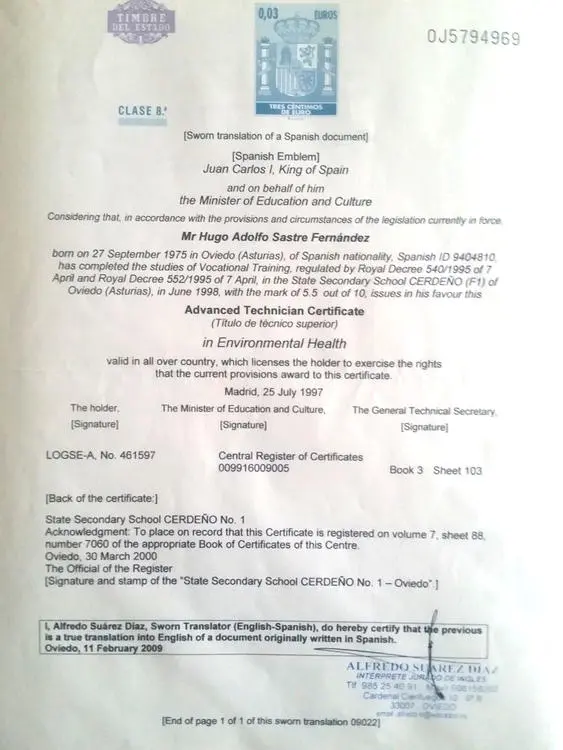 TIMBRE
DEL ESTADO
0,03 EUROS
TRES CÉNTIMOS
DE EURO
0J5794969
CLASE 8.ª
[Sworn translation of a Spanish document]
[Spanish Emblem]
Juan Carlos I, King of Spain
and on behalf of him
the Minister of Education and Culture
Considering that, in accordance with the provisions and circumstances of the legislation currently in force,
Mr Hugo Adolfo Sastre Fernández
born on 27 September 1975 in Oviedo (Asturias), of Spanish nationality, Spanish ID 9404810,
has completed the studies of Vocational Training, regulated by Royal Decree 540/1995 of 7
April and Royal Decree 552/1995 of 7 April, in the State Secondary School CERDEÑO (F1) of
Oviedo (Asturias), in June 1998, with the mark of 5.5 out of 10, issues in his favour this
Advanced Technician Certificate
(Título de técnico superior)
in Environmental Health
valid in all over country, which licenses the holder to exercise the rights
that the current provisions award to this certificate.
Madrid, 25 July 1997
The holder, The Minister of Education and Culture, The General Technical Secretary,
[Signature] [Signature] [Signature]
LOGSE-A, No. 461597 Central Register of Certificates
009916009005 Book 3 Sheet 103
[Back of the certificate:]
State Secondary School CERDEÑO No. 1
Acknowledgment: To place on record that this Certificate is registered on volume 7, sheet 88,
number 7060 of the appropriate Book of Certificates of this Centre.
Oviedo, 30 March 2000
The Official of the Register
[Signature and stamp of the "State Secondary School CERDEÑO No. 1 – Oviedo".]
I, Alfredo Suárez Díaz, Sworn Translator (English-Spanish), do hereby certify that the previous
is a true translation into English of a document originally written in Spanish.
Oviedo, 11 February 2009
ALFREDO SUAREZ DIAZ
INTERPRETE JURADO DE INGLES
Tlf. 985 25 40 91
Cardenal
33007 OVIEDO
[End of page 1 of 1 of this sworn translation 09022]